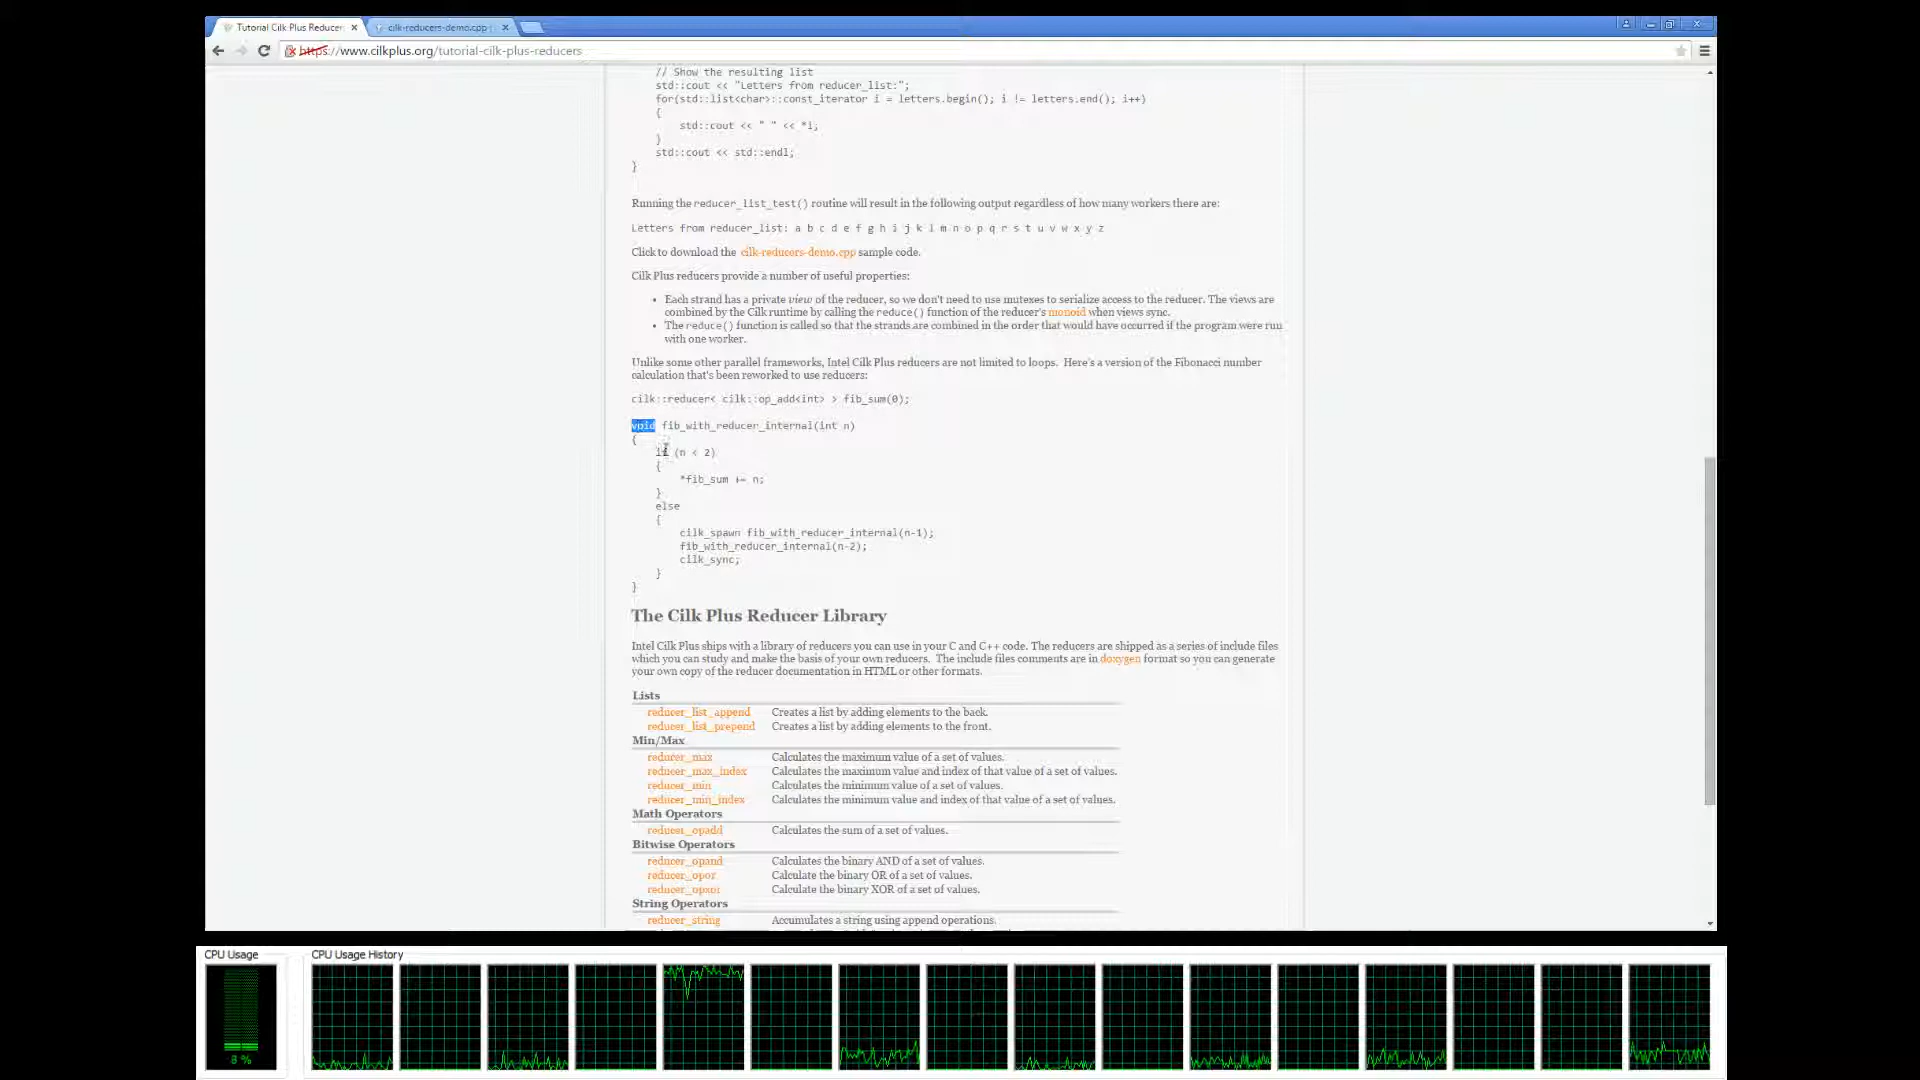 Tutorial Cilk Plus Reducer
cilk-reducers-demo.cpp
https://www.cilkplus.org/tutorial-cilk-plus-reducers
// Show the resulting list
std::cout << "Letters from reducer_list:";
for(std::list<char>::const_iterator i = letters.begin(); i != letters.end(); i++)
{
std::cout << " " << *i;
}
std::cout << std::endl;
}
Running the reducer_list_test() routine will result in the following output regardless of how many workers there are:
Letters from reducer_list: a b c d e f g h i j k l m n o p q r s t u v w x y z
Click to download the cilk-reducers-demo.cpp sample code.
Cilk Plus reducers provide a number of useful properties:
• Each strand has a private view of the reducer, so we don't need to use mutexes to serialize access to the reducer. The views are
combined by the Cilk runtime by calling the reduce() function of the reducer's monoid when views sync.
• The reduce() function is called so that the strands are combined in the order that would have occurred if the program were run
with one worker.
Unlike some other parallel frameworks, Intel Cilk Plus reducers are not limited to loops. Here's a version of the Fibonacci number
calculation that's been reworked to use reducers:
cilk::reducer< cilk::op_add<int> > fib_sum(0);
void fib_with_reducer_internal(int n)
{
if (n < 2)
{
*fib_sum += n;
}
else
{
cilk_spawn fib_with_reducer_internal(n-1);
fib_with_reducer_internal(n-2);
cilk_sync;
}
}
The Cilk Plus Reducer Library
Intel Cilk Plus ships with a library of reducers you can use in your C and C++ code. The reducers are shipped as a series of include files
which you can study and make the basis of your own reducers. The include files comments are in doxygen format so you can generate
your own copy of the reducer documentation in HTML or other formats.
Lists
reducer_list_append Creates a list by adding elements to the back.
reducer_list_prepend Creates a list by adding elements to the front.
Min/Max
reducer_max Calculates the maximum value of a set of values.
reducer_max_index Calculates the maximum value and index of that value of a set of values.
reducer_min Calculates the minimum value of a set of values.
reducer_min_index Calculates the minimum value and index of that value of a set of values.
Math Operators
reducer_opadd Calculates the sum of a set of values.
Bitwise Operators
reducer_opand Calculates the binary AND of a set of values.
reducer_opor Calculate the binary OR of a set of values.
reducer_opxor Calculate the binary XOR of a set of values.
String Operators
reducer_string Accumulates a string using append operations.
CPU Usage
CPU Usage History
8 %